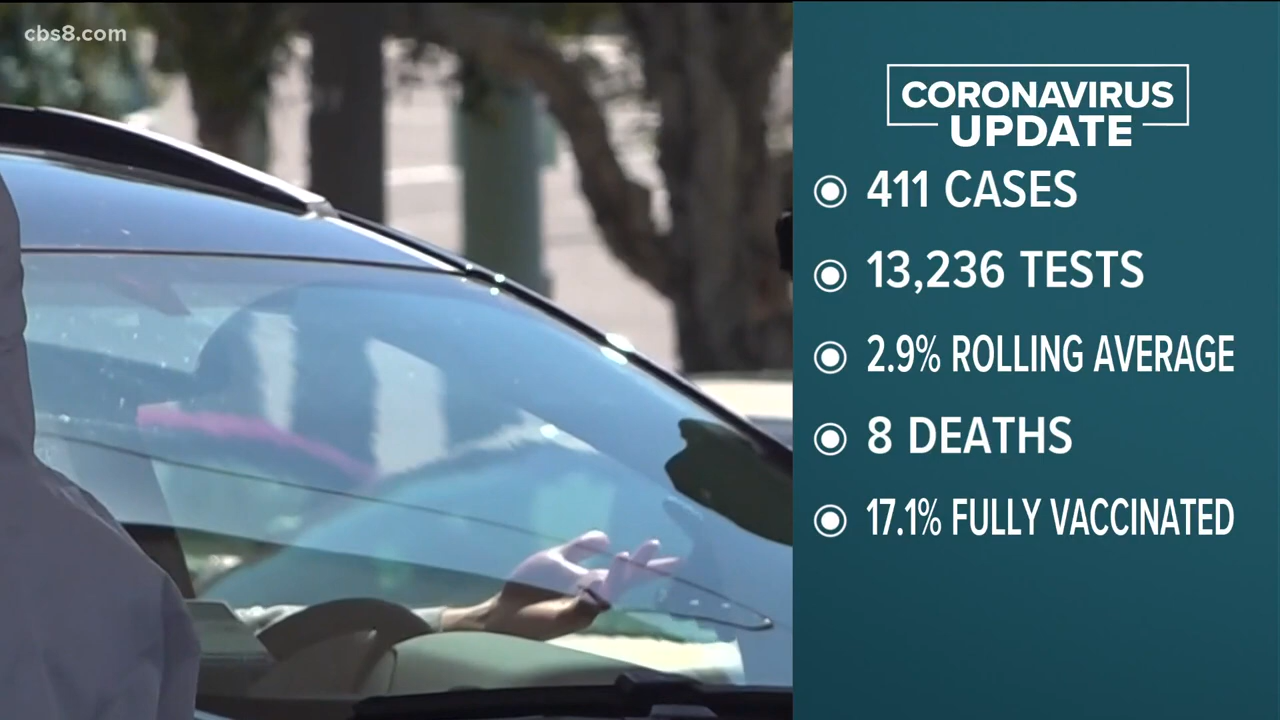 cbs8.com
CORONAVIRUS
UPDATE
411 CASES
13,236 TESTS
2.9% ROLLING AVERAGE
8 DEATHS
17.1% FULLY VACCINATED